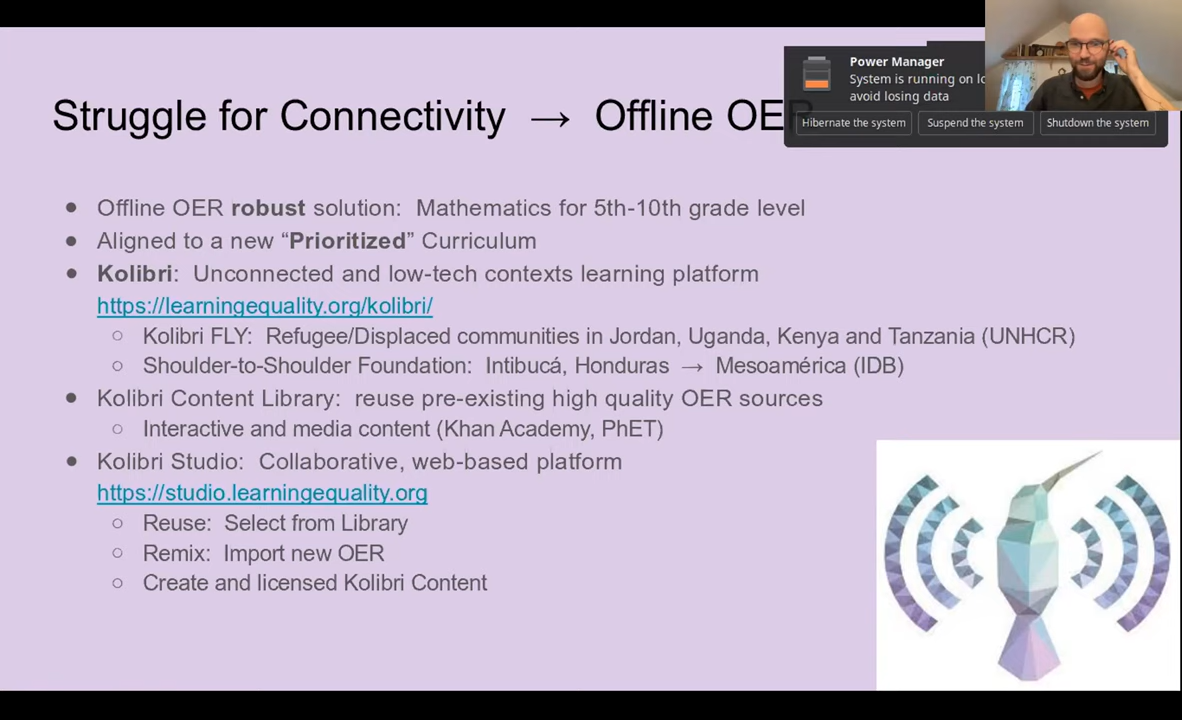 Power Manager
System is running on
avoid losing data
Hibernate the system Suspend the system Shutdown the system
Struggle for Connectivity → Offline OER
● Offline OER robust solution: Mathematics for 5th-10th grade level
● Aligned to a new “Prioritized” Curriculum
● Kolibri: Unconnected and low-tech contexts learning platform
https://learningequality.org/kolibri/
○ Kolibri FLY: Refugee/Displaced communities in Jordan, Uganda, Kenya and Tanzania (UNHCR)
○ Shoulder-to-Shoulder Foundation: Intibucá, Honduras → Mesoamérica (IDB)
● Kolibri Content Library: reuse pre-existing high quality OER sources
○ Interactive and media content (Khan Academy, PhET)
● Kolibri Studio: Collaborative, web-based platform
https://studio.learningequality.org
○ Reuse: Select from Library
○ Remix: Import new OER
○ Create and licensed Kolibri Content